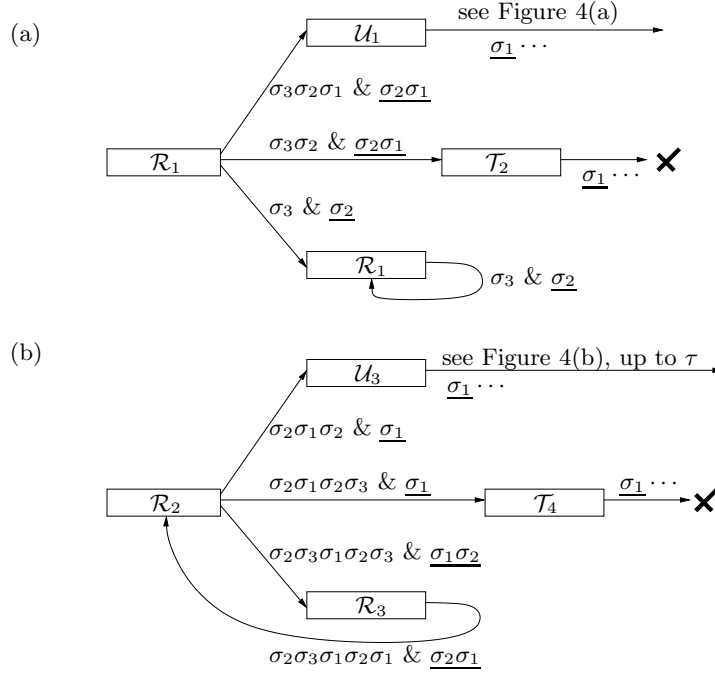 (a)
𝒰₁
see Figure 4(a)
<u>σ₁</u> ⋯
σ₃σ₂σ₁ & <u>σ₂σ₁</u>
ℛ₁
σ₃σ₂ & <u>σ₂σ₁</u>
𝒯₂
<u>σ₁</u> ⋯
σ₃ & <u>σ₂</u>
ℛ₁
σ₃ & <u>σ₂</u>
(b)
𝒰₃
see Figure 4(b), up to τ
<u>σ₁</u> ⋯
σ₂σ₁σ₂ & <u>σ₁</u>
ℛ₂
σ₂σ₁σ₂σ₃ & <u>σ₁</u>
𝒯₄
<u>σ₁</u> ⋯
σ₂σ₃σ₁σ₂σ₃ & <u>σ₁σ₂</u>
ℛ₃
σ₂σ₃σ₁σ₂σ₁ & <u>σ₂σ₁</u>